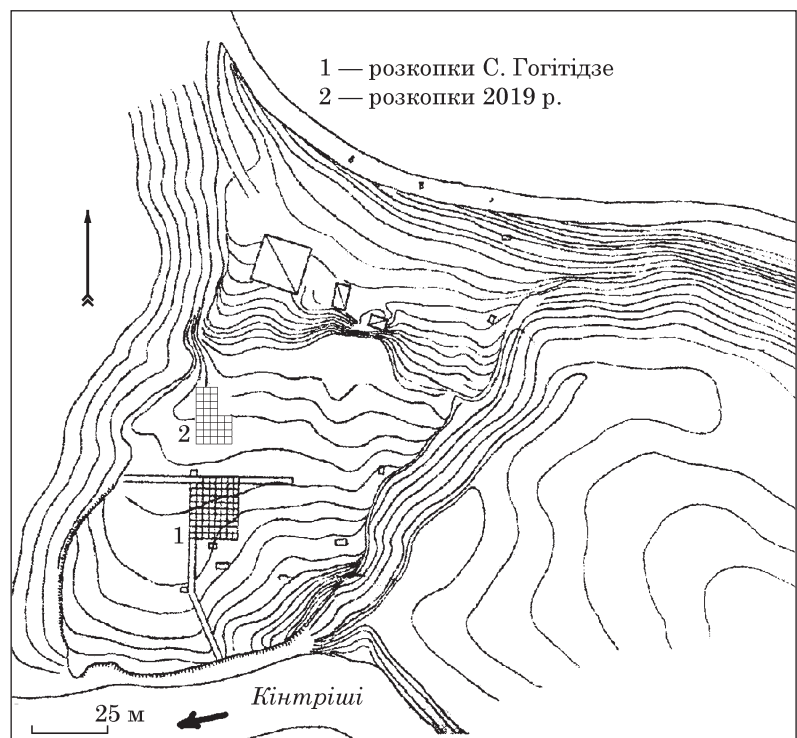 1 — розкопки С. Гогітідзе
2 — розкопки 2019 р.
2
1
Кінтріші
25 м